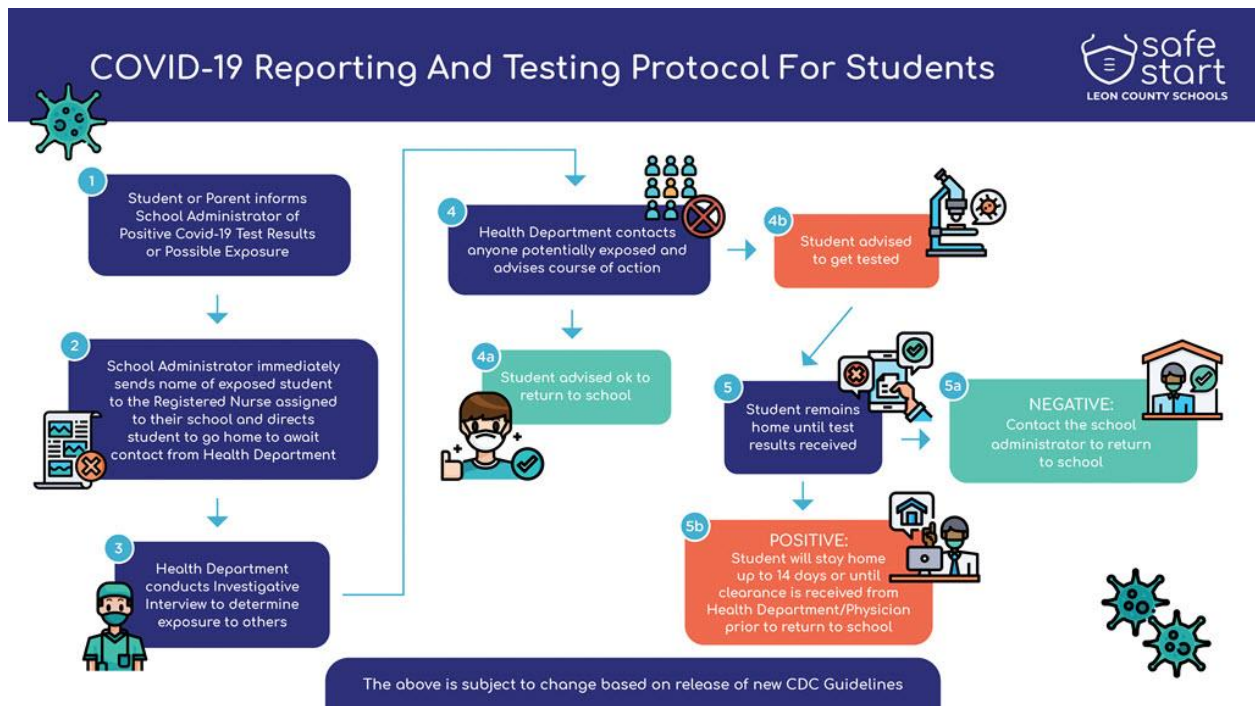 COVID-19 Reporting And Testing Protocol For Students
safe
start
LEON COUNTY SCHOOLS
1
Student or Parent informs
School Administrator of
Positive Covid-19 Test Results
or Possible Exposure
2
School Administrator immediately
sends name of exposed student
to the Registered Nurse assigned
to their school and directs
student to go home to await
contact from Health Department
3
Health Department
conducts Investigative
Interview to determine
exposure to others
4
Health Department contacts
anyone potentially exposed and
advises course of action
4a
Student advised ok to
return to school
4b
Student advised
to get tested
5
Student remains
home until test
results received
5a
NEGATIVE:
Contact the school
administrator to return
to school
5b
POSITIVE:
Student will stay home
up to 14 days or until
clearance is received from
Health Department/Physician
prior to return to school
The above is subject to change based on release of new CDC Guidelines